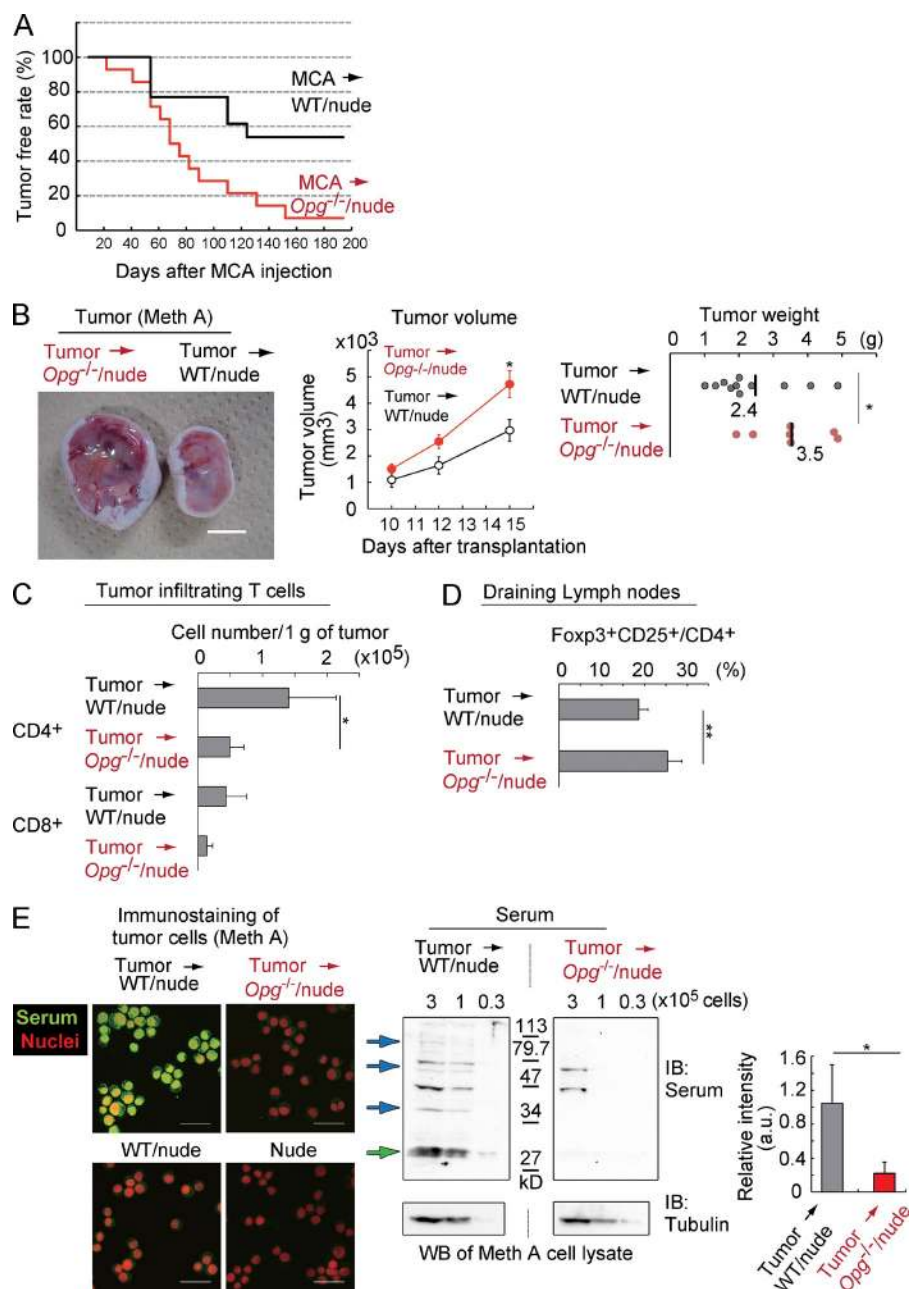 A
Tumor free rate (%)
100
80
60
40
20
0
MCA →
WT/nude
MCA →
Opg-/-/nude
20 40 60 80 100 120 140 160 180 200
Days after MCA injection
B
Tumor (Meth A)
Tumor → Tumor →
Opg-/-/nude WT/nude
Tumor volume
x10³
Tumor volume
(mm3)
6
5
4
3
2
1
0
Tumor →
Opg-/-/nude
*
Tumor →
WT/nude
10 11 12 13 14 15
Days after transplantation
Tumor weight
0 1 2 3 4 5 (g)
Tumor →
WT/nude
2.4
*
Tumor →
Opg-/-/nude
3.5
C
Tumor infiltrating T cells
Cell number/1 g of tumor
0 1 2 (x10⁵)
CD4+
Tumor →
WT/nude
*
Tumor →
Opg-/-/nude
CD8+
Tumor →
WT/nude
Tumor →
Opg-/-/nude
D
Draining Lymph nodes
Foxp3+CD25+/CD4+
0 10 20 30 (%)
Tumor →
WT/nude
**
Tumor →
Opg-/-/nude
E
Immunostaining of
tumor cells (Meth A)
Tumor → Tumor →
WT/nude Opg-/-/nude
Serum
Nuclei
WT/nude Nude
Serum
Tumor → Tumor →
WT/nude Opg-/-/nude
3 1 0.3 3 1 0.3 (x10⁵ cells)
113
79.7
47
34
27
kD
IB:
Serum
IB:
Tubulin
WB of Meth A cell lysate
Relative intensity
(a.u.)
1.6
1.2
0.8
0.4
0
*
Tumor →
WT/nude
Tumor →
Opg-/-/nude